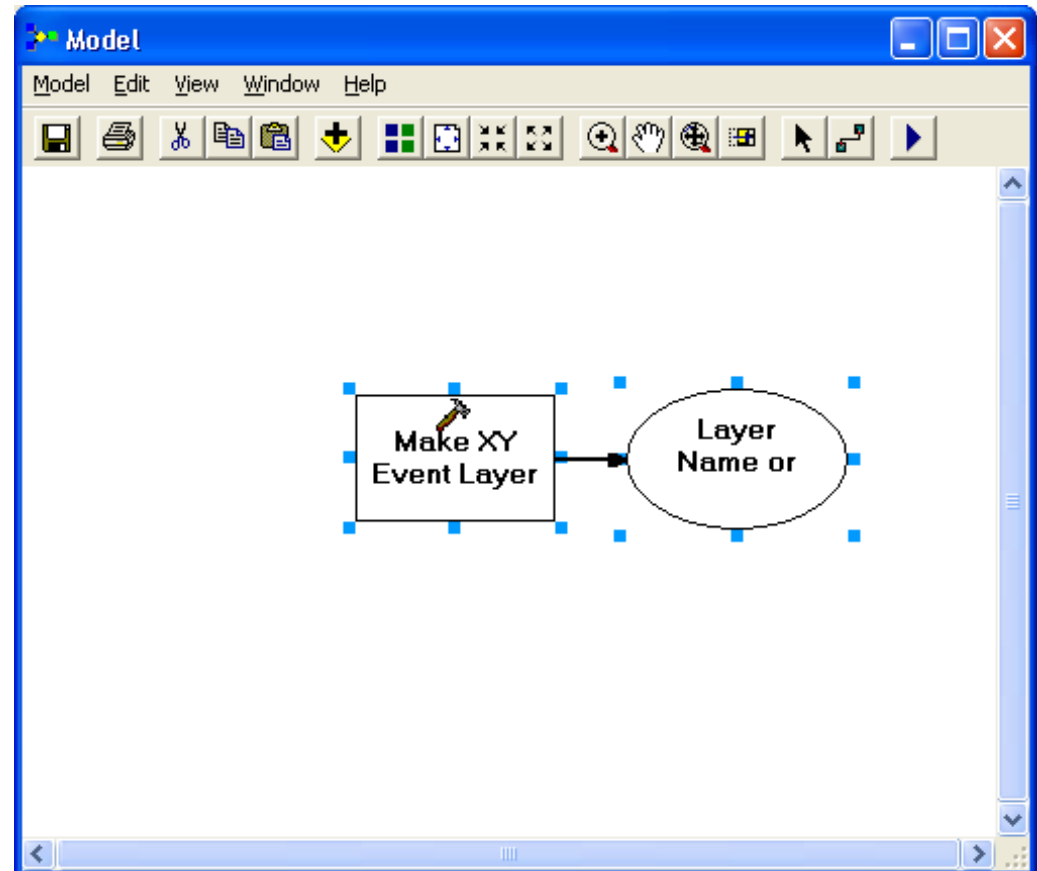 Model
Model Edit View Window Help
Make XY
Event Layer
Layer
Name or